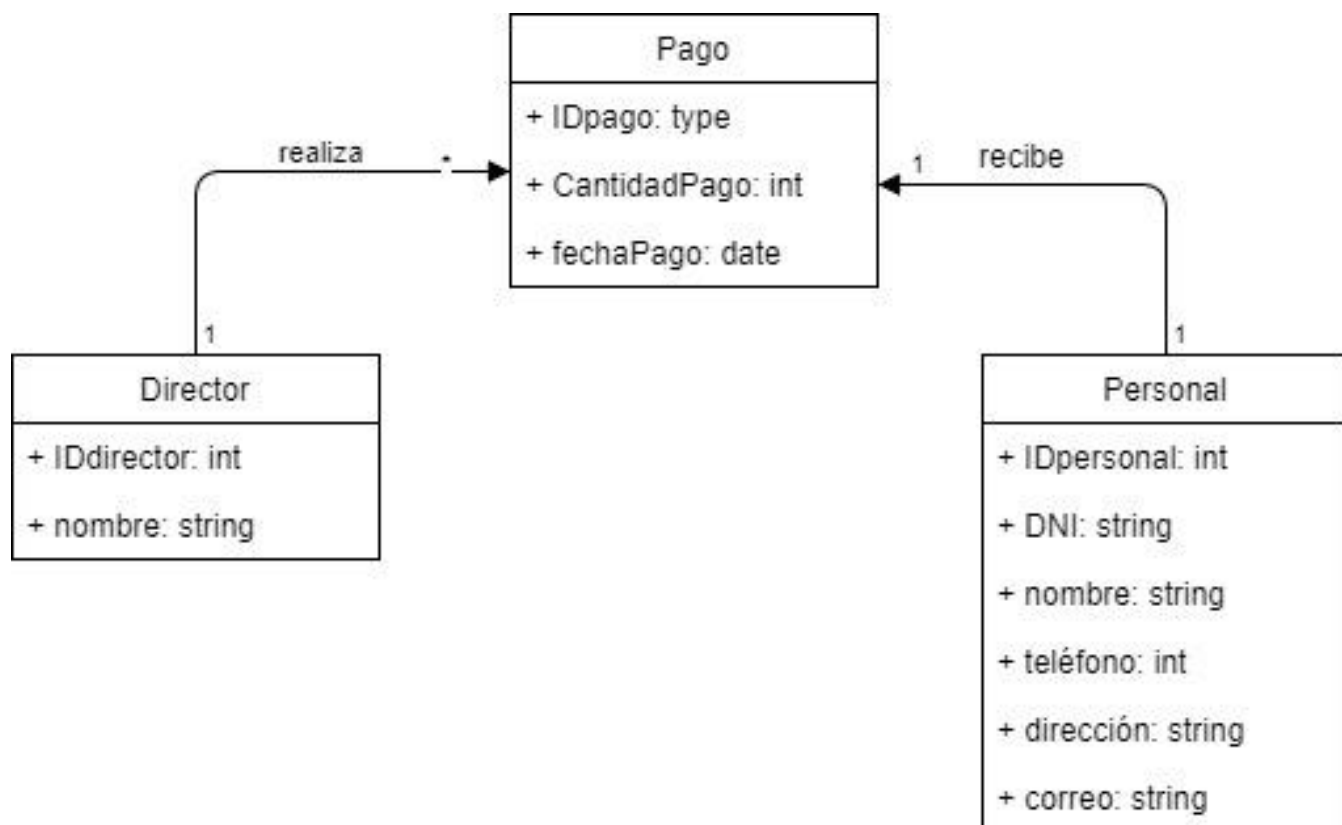 Pago
+ IDpago: type
+ CantidadPago: int
+ fechaPago: date
realiza
*
1
recibe
1
1
Director
+ IDdirector: int
+ nombre: string
Personal
+ IDpersonal: int
+ DNI: string
+ nombre: string
+ teléfono: int
+ dirección: string
+ correo: string